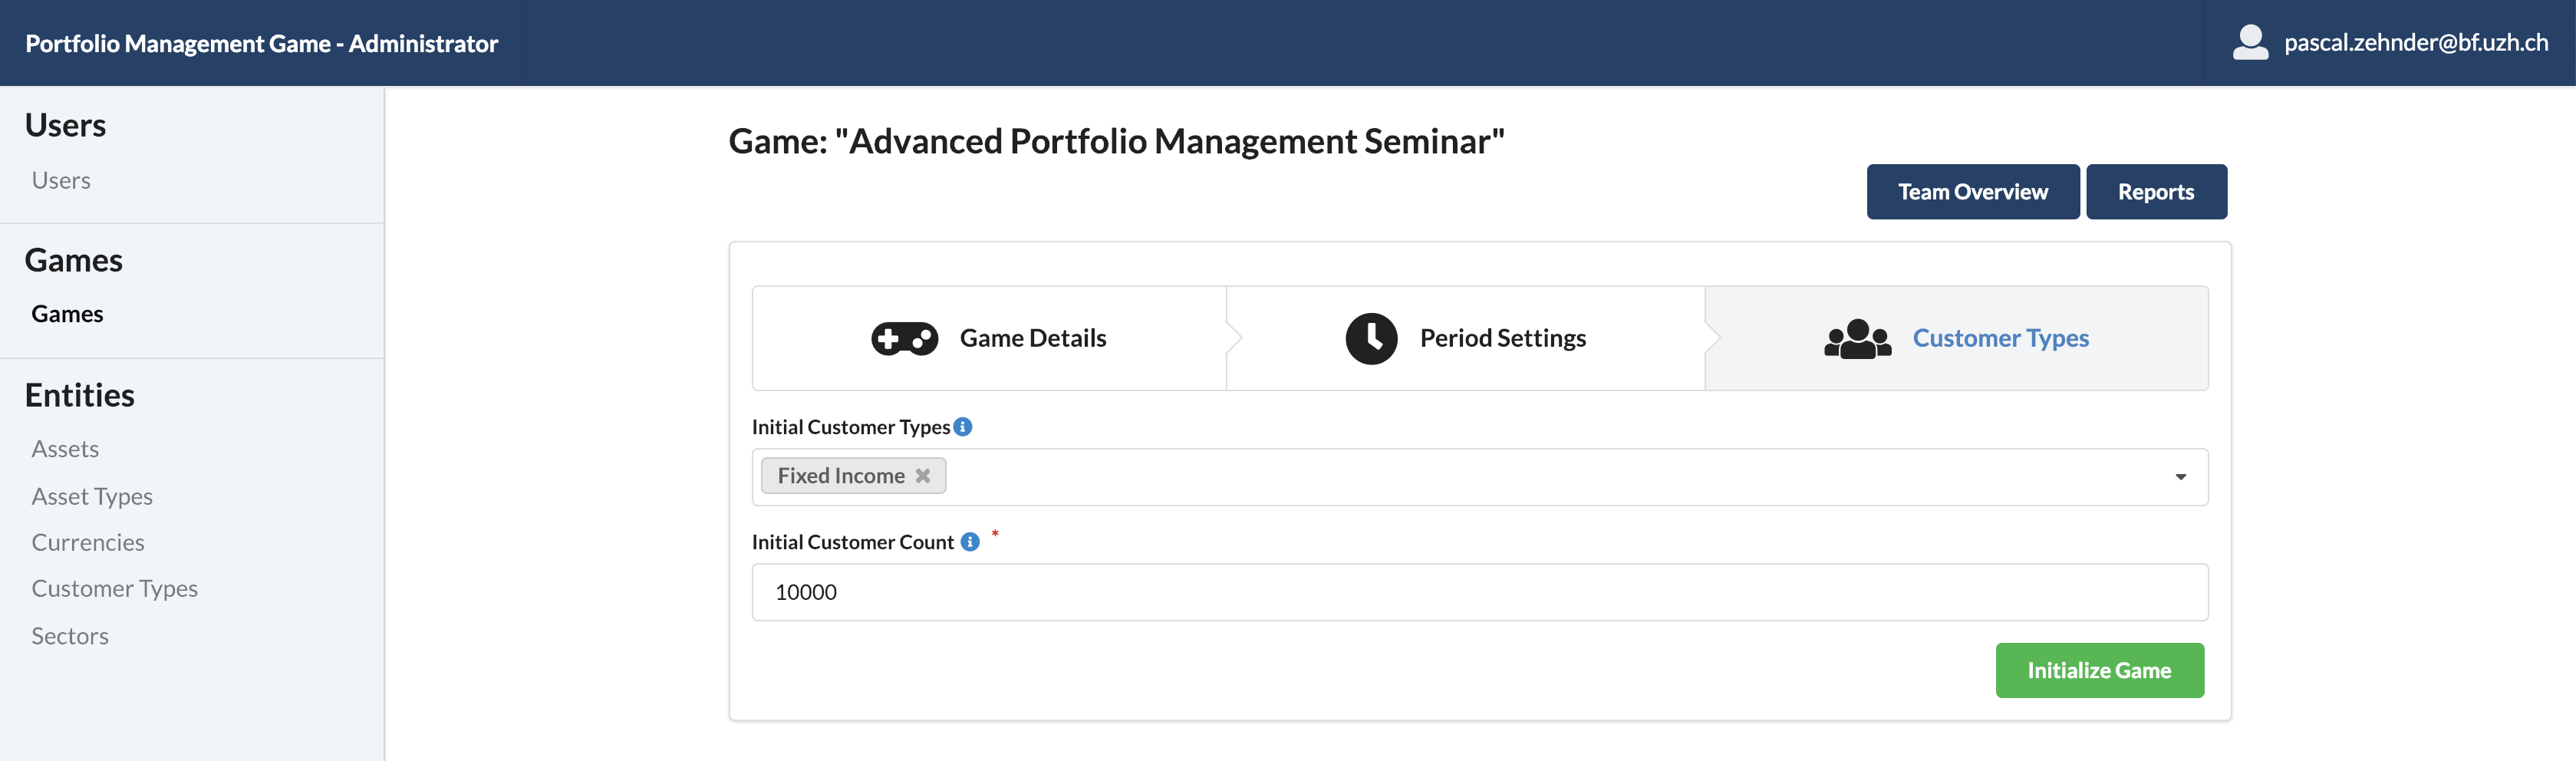 Portfolio Management Game - Administrator
pascal.zehnder@bf.uzh.ch
Users
Users
Games
Games
Entities
Assets
Asset Types
Currencies
Customer Types
Sectors
Game: "Advanced Portfolio Management Seminar"
Team Overview
Reports
Game Details
Period Settings
Customer Types
Initial Customer Types
Fixed Income
Initial Customer Count *
10000
Initialize Game